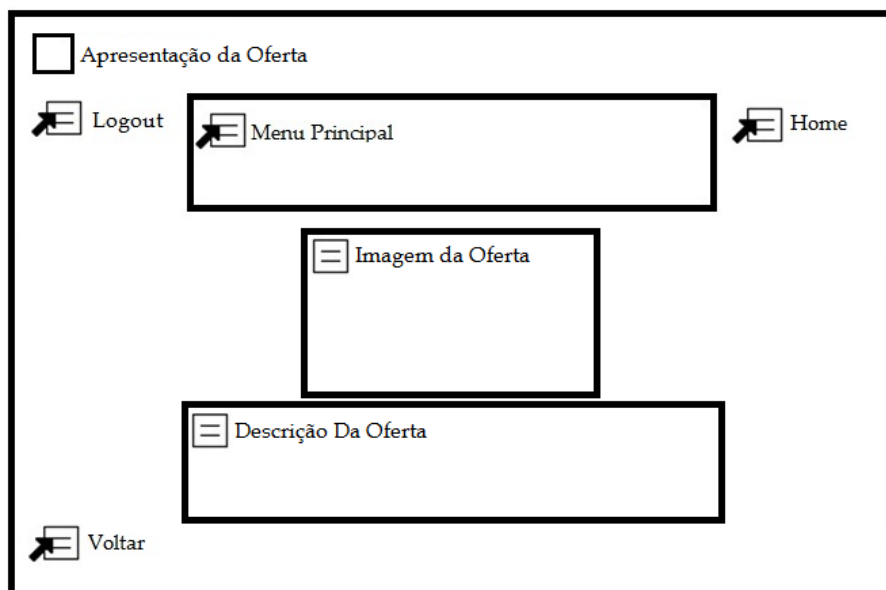 Apresentação da Oferta
Logout
Menu Principal
Home
Imagem da Oferta
Descrição Da Oferta
Voltar